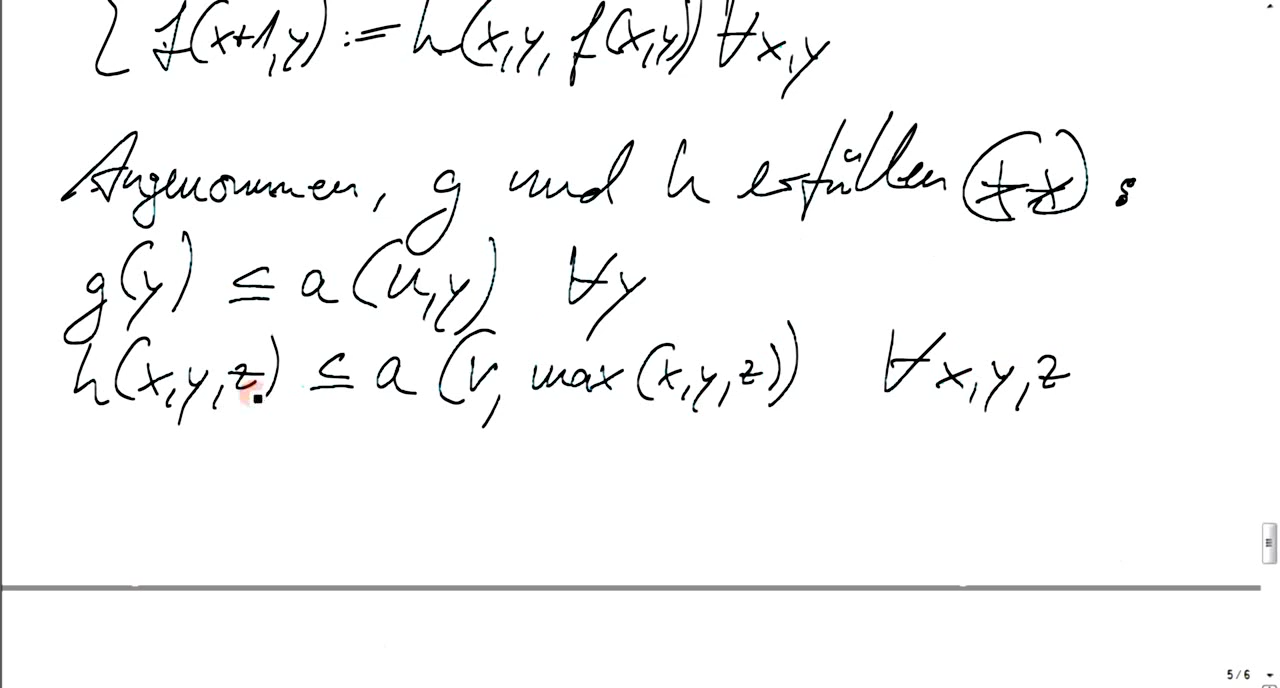 { f(x+1,y) := h(x,y, f(x,y)) ∀x,y
Angenommen, g und h erfüllen (**) :
g(y) ≤ a(u,y) ∀y
h(x,y,z) ≤ a(v, max(x,y,z)) ∀x,y,z
5/6